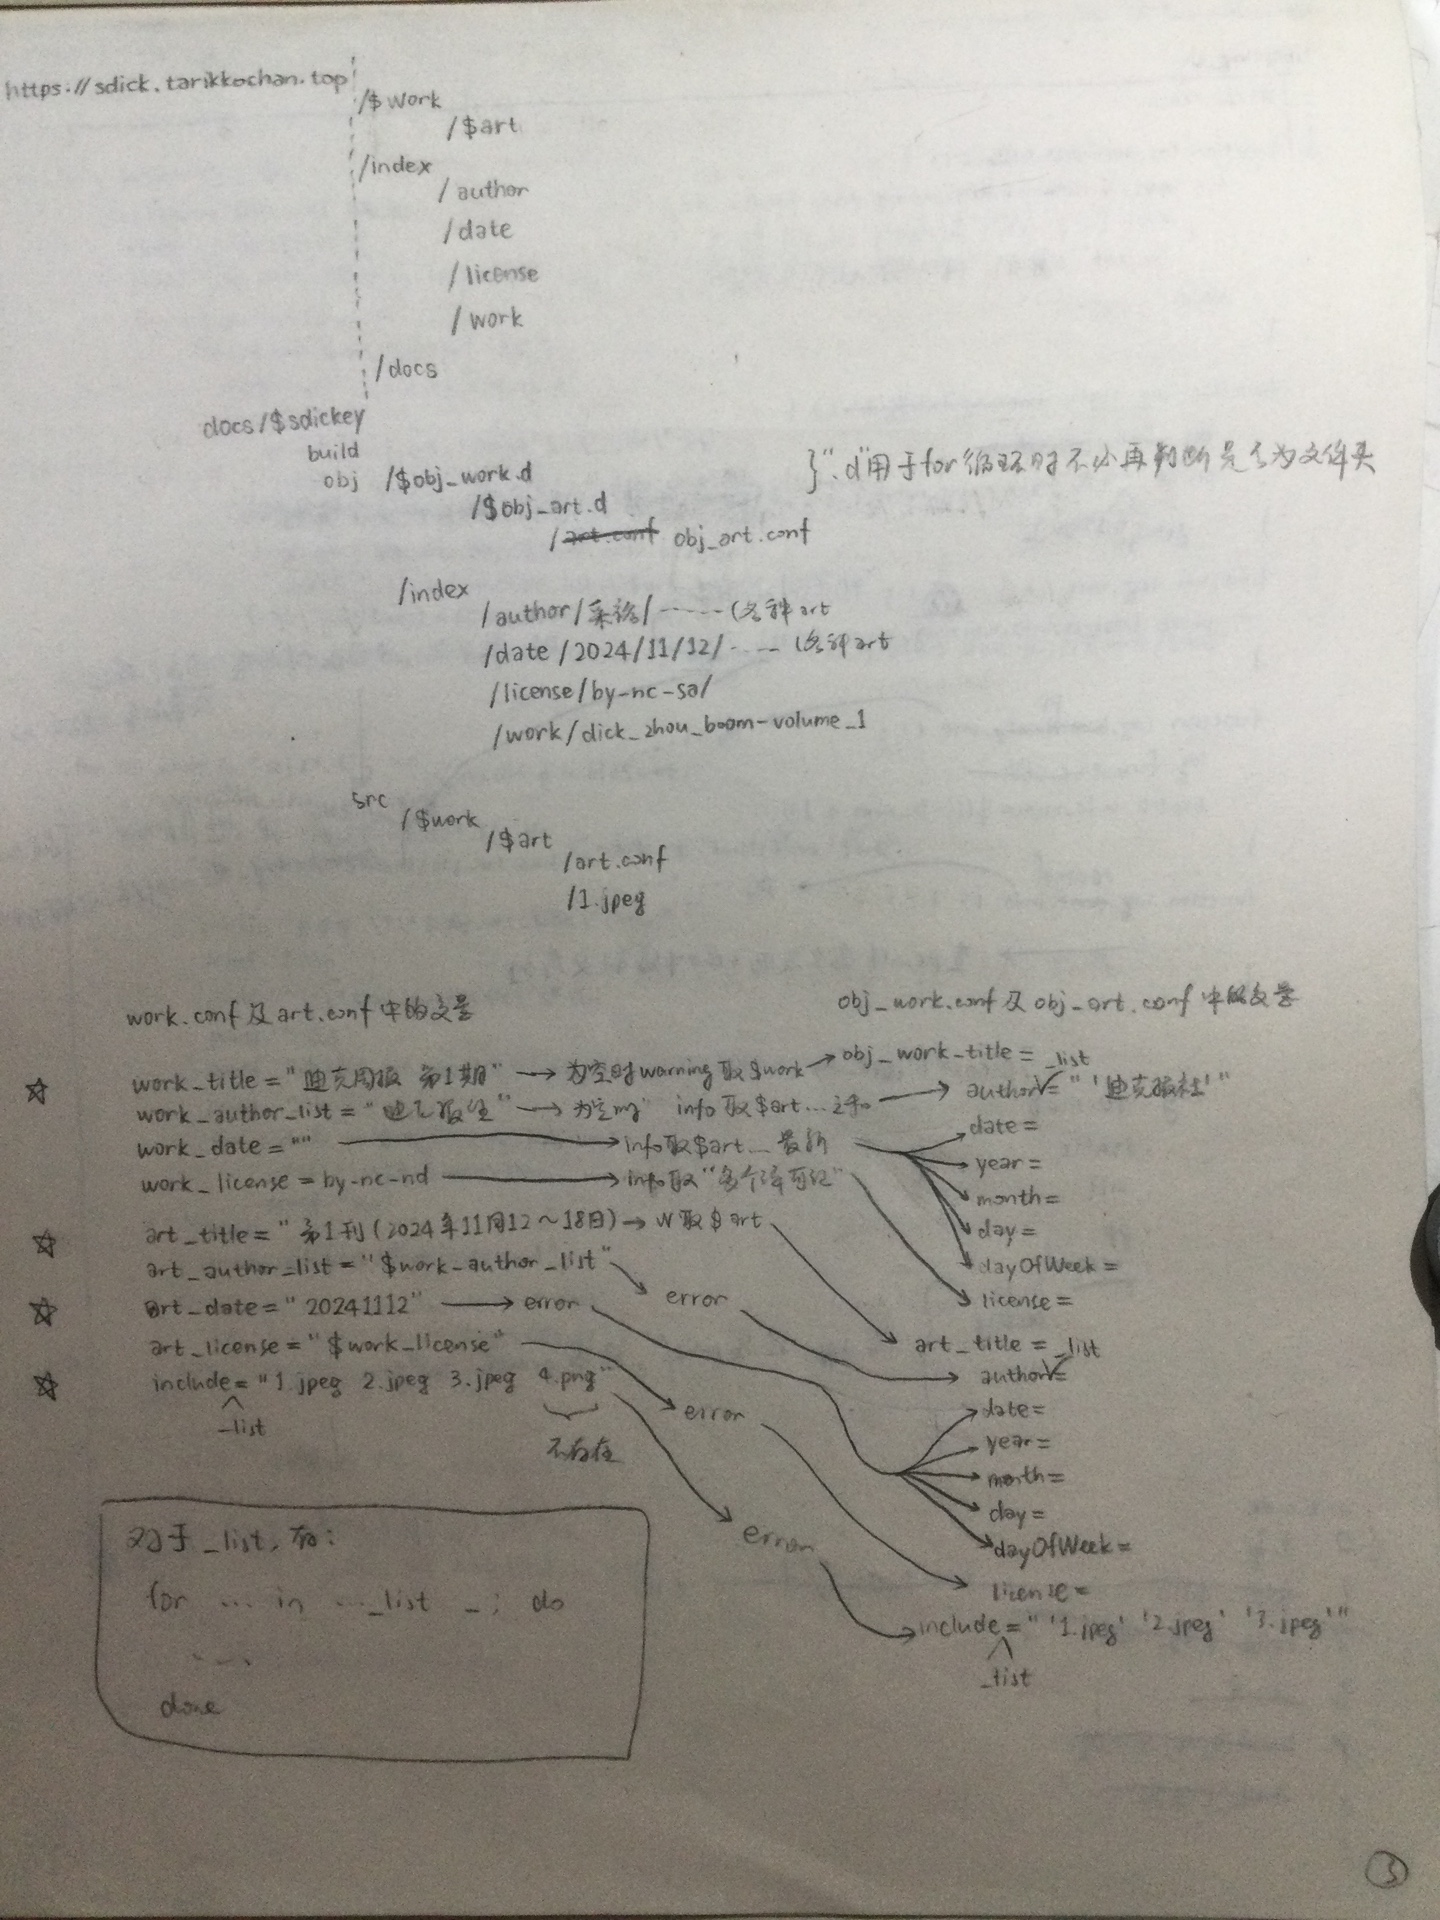 https://sdick.tarikkochan.top
/$work
/$art
/index
/author
/date
/license
/work
/docs
docs/$sdickey
build
obj /$obj_work.d
}".d"用于for循环时不必再判断是否为文件夹
/$obj_art.d
/art.conf obj_art.conf
/index
/author/采[…]/……(各种art
/date/2024/11/12/…… (各种art
/license/by-nc-sa/
/work/dick_zhou_boom-volume_1
src
/$work
/$art
/art.conf
/1.jpeg
work.conf及art.conf中的变量
obj_work.conf及obj_art.conf中的变量
☆ work_title="迪克周报 第1期" → 为空时warning取$work → obj_work_title=
work_author_list="迪克报社" → 为空时 info取$art…之和 → author_list="'迪克报社'"
work_date="" → info取$art…最新 → date=
year=
month=
day=
dayOfWeek=
work_license=by-nc-nd → info取"多个许可证" → license=
☆ art_title="第1刊(2024年11月12~18日) → W取$art → art_title=
art_author_list="$work_author_list" → error → author_list=
☆ art_date="20241112" → error → date=
year=
month=
day=
dayOfWeek=
art_license="$work_license" → error → license=
☆ include_list="1.jpeg 2.jpeg 3.jpeg 4.png" → error → include_list="'1.jpeg' '2.jpeg' '3.jpeg'"
不存在
对于_list,有:
for … in …_list _; do
….
done
3